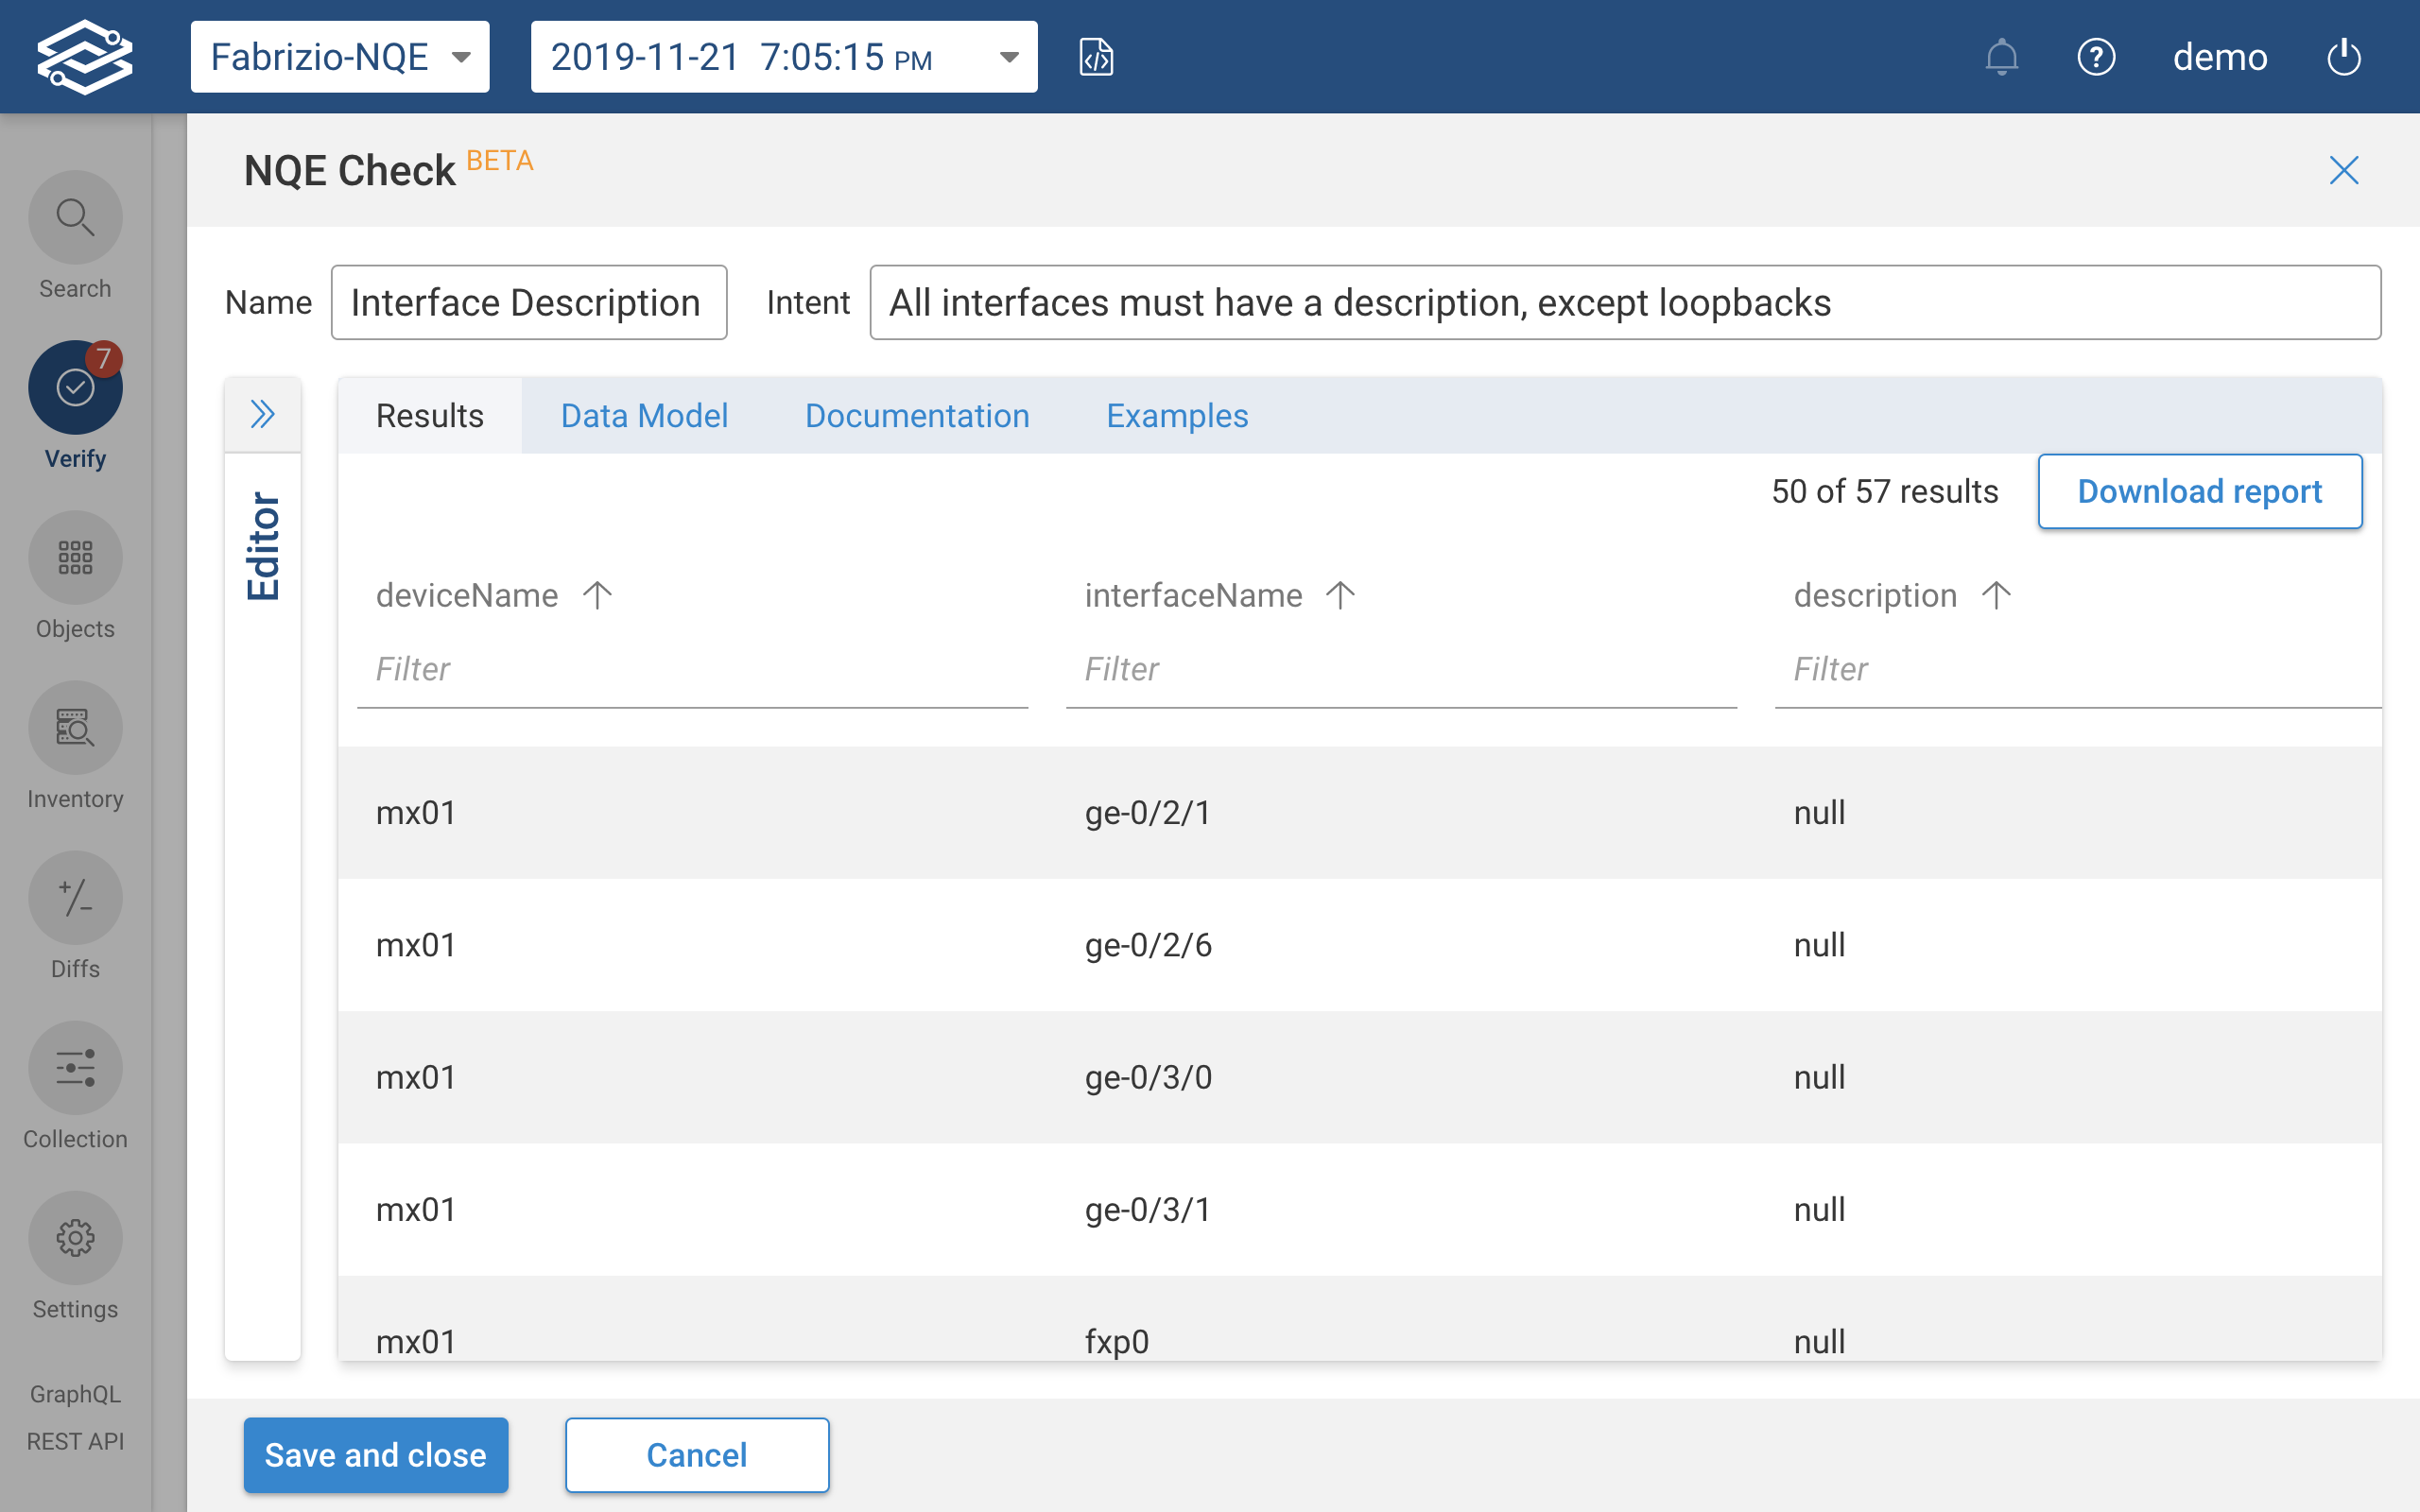 Fabrizio-NQE 2019-11-21 7:05:15 PM demo
NQE Check BETA
Search
Name Interface Description Intent All interfaces must have a description, except loopbacks
7
Verify
Results Data Model Documentation Examples
50 of 57 results Download report
Editor
Objects
deviceName interfaceName description
Filter Filter Filter
Inventory
mx01 ge-0/2/1 null
mx01 ge-0/2/6 null
Diffs
mx01 ge-0/3/0 null
Collection
mx01 ge-0/3/1 null
Settings
mx01 fxp0 null
GraphQL
REST API
Save and close Cancel